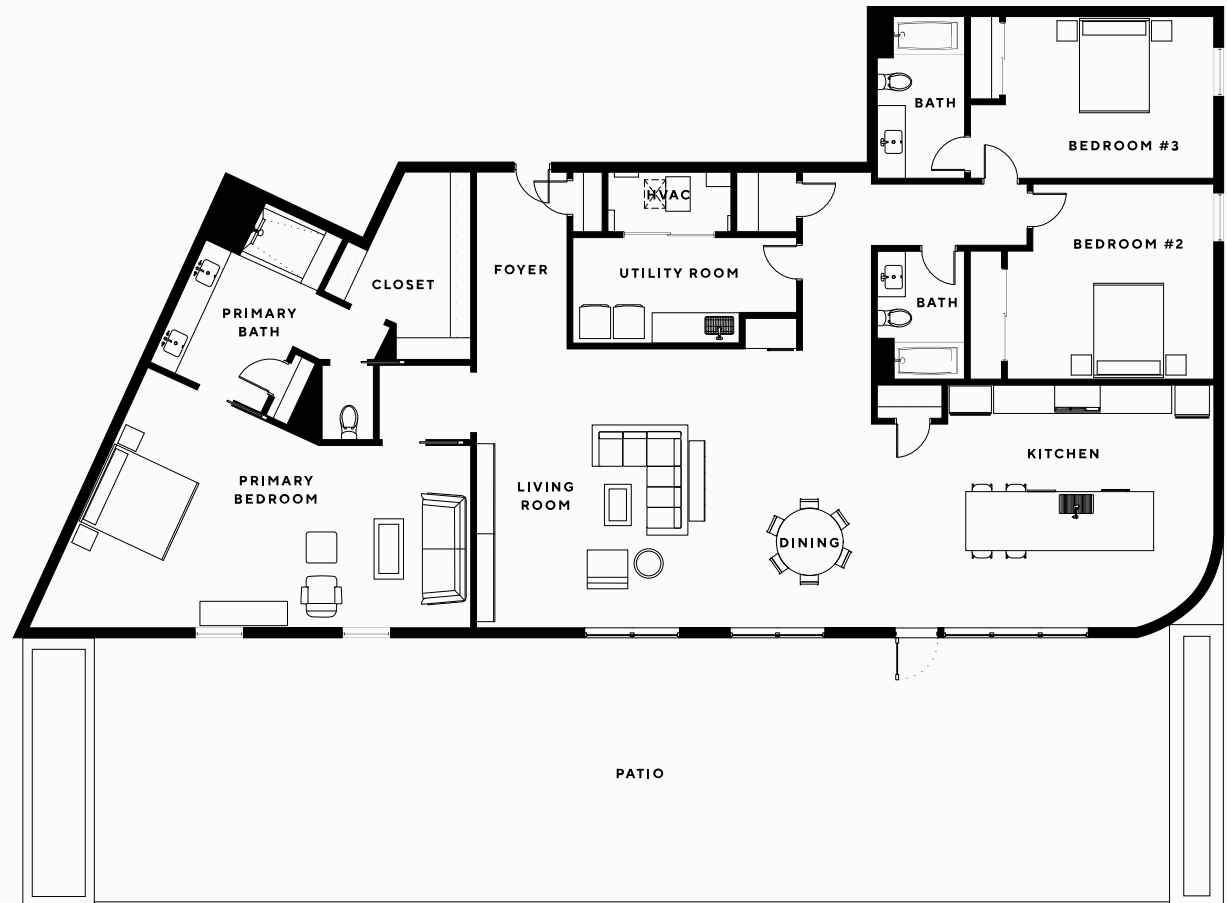 BATH
BEDROOM #3
HVAC
BEDROOM #2
FOYER
UTILITY ROOM
CLOSET
BATH
PRIMARY
BATH
KITCHEN
PRIMARY
BEDROOM
LIVING
ROOM
DINING
PATIO